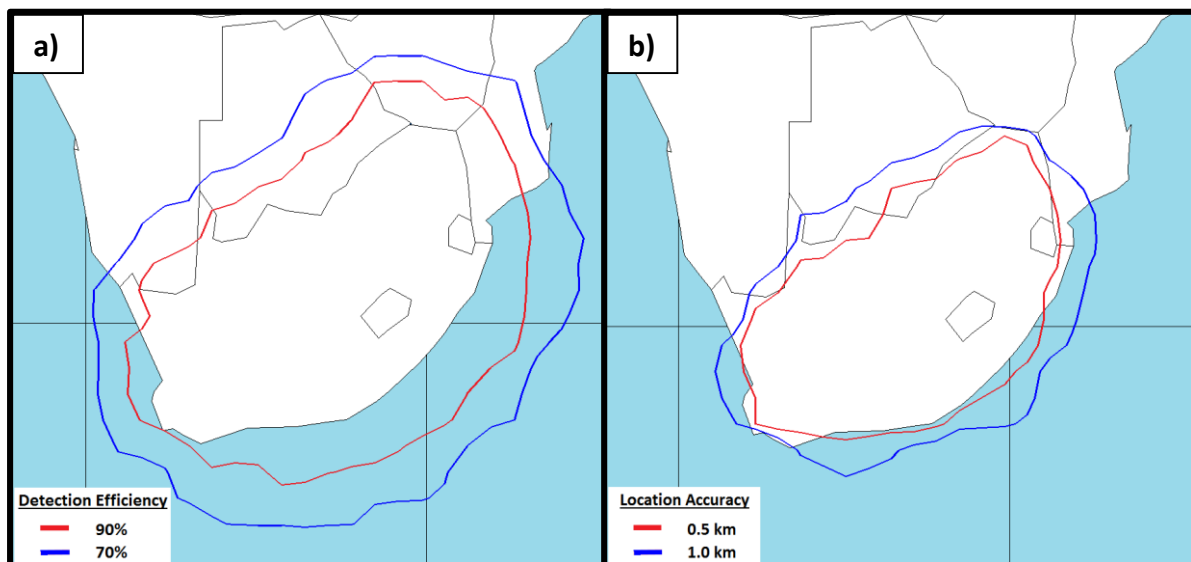 a)
Detection Efficiency
90%
70%
b)
Location Accuracy
0.5 km
1.0 km